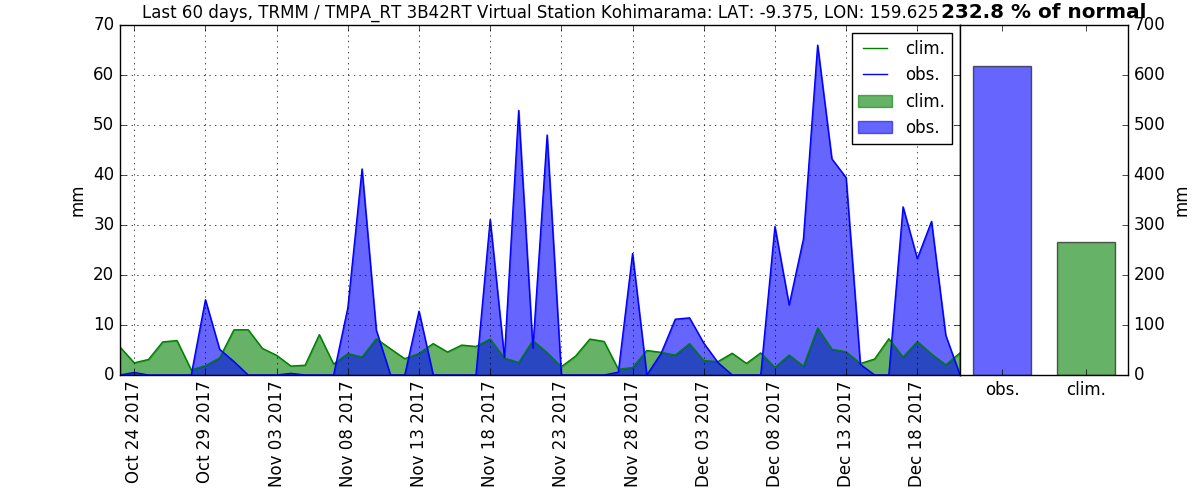 Last 60 days, TRMM / TMPA_RT 3B42RT Virtual Station Kohimarama: LAT: -9.375, LON: 159.625 232.8 % of normal
70
60
50
40
30
20
10
0
mm
clim.
obs.
clim.
obs.
Oct 24 2017
Oct 29 2017
Nov 03 2017
Nov 08 2017
Nov 13 2017
Nov 18 2017
Nov 23 2017
Nov 28 2017
Dec 03 2017
Dec 08 2017
Dec 13 2017
Dec 18 2017
700
600
500
400
300
200
100
0
mm
obs. clim.